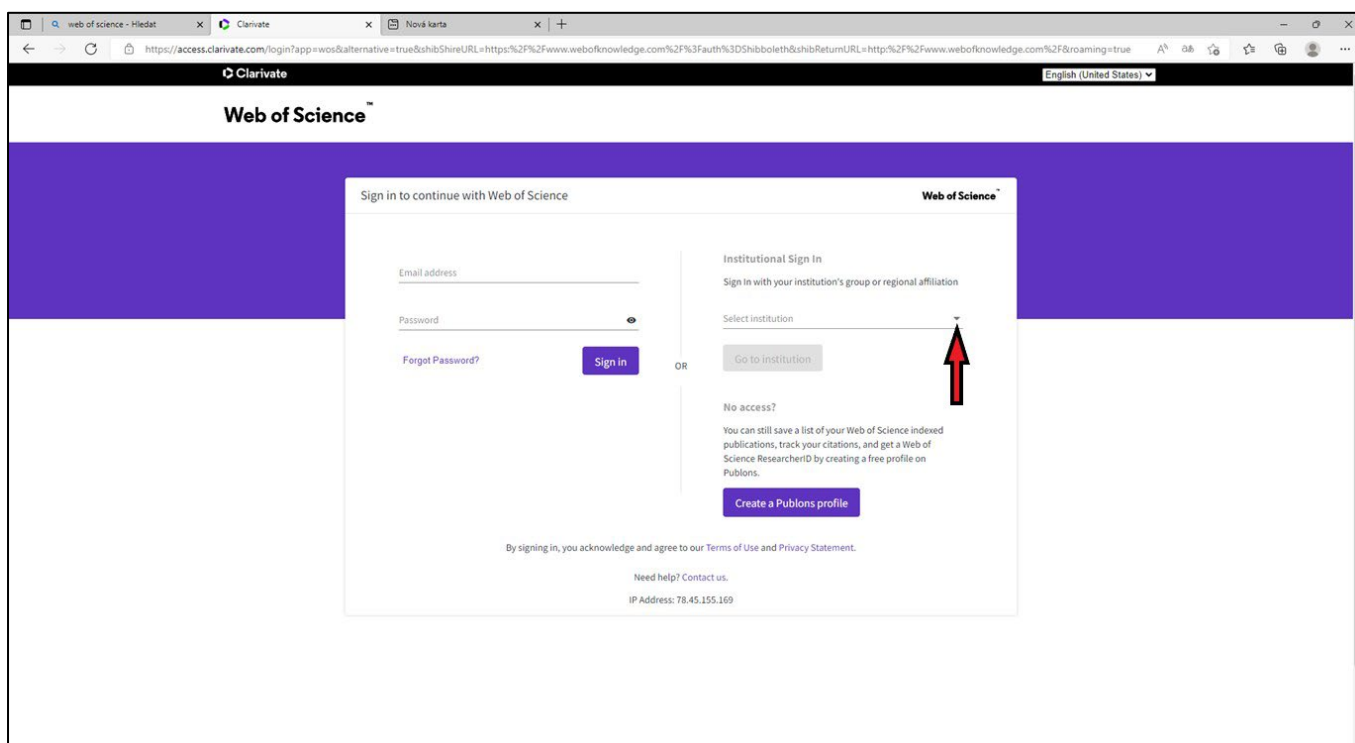 web of science - Hledat
Clarivate
Nová karta
https://access.clarivate.com/login?app=wos&alternative=true&shibShireURL=https:%2F%2Fwww.webofknowledge.com%2F%3Fauth%3DShibboleth&shibReturnURL=http:%2F%2Fwww.webofknowledge.com%2F&roaming=true
Clarivate
English (United States)
Web of Science™
Sign in to continue with Web of Science
Web of Science™
Email address
Password
Forgot Password?
Sign in
OR
Institutional Sign In
Sign In with your institution's group or regional affiliation
Select institution
Go to institution
No access?
You can still save a list of your Web of Science indexed
publications, track your citations, and get a Web of
Science ResearcherID by creating a free profile on
Publons.
Create a Publons profile
By signing in, you acknowledge and agree to our Terms of Use and Privacy Statement.
Need help? Contact us.
IP Address: 78.45.155.169